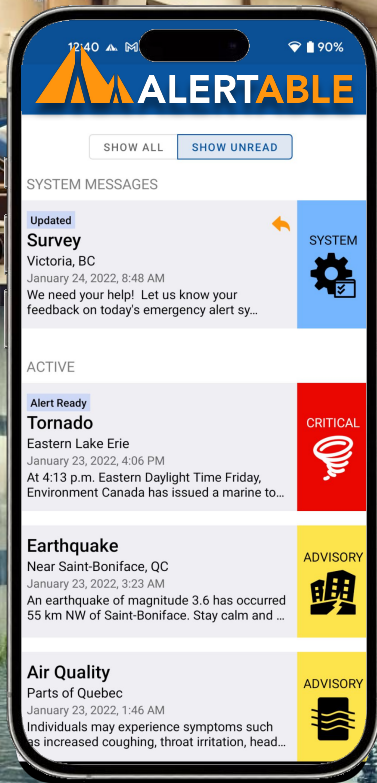 12:40
90%
ALERTABLE
SHOW ALL
SHOW UNREAD
SYSTEM MESSAGES
Updated
Survey
Victoria, BC
January 24, 2022, 8:48 AM
We need your help! Let us know your
feedback on today's emergency alert sy...
SYSTEM
ACTIVE
Alert Ready
Tornado
Eastern Lake Erie
January 23, 2022, 4:06 PM
At 4:13 p.m. Eastern Daylight Time Friday,
Environment Canada has issued a marine to...
CRITICAL
Earthquake
Near Saint-Boniface, QC
January 23, 2022, 3:23 AM
An earthquake of magnitude 3.6 has occurred
55 km NW of Saint-Boniface. Stay calm and ...
ADVISORY
Air Quality
Parts of Quebec
January 23, 2022, 1:46 AM
Individuals may experience symptoms such
as increased coughing, throat irritation, head...
ADVISORY